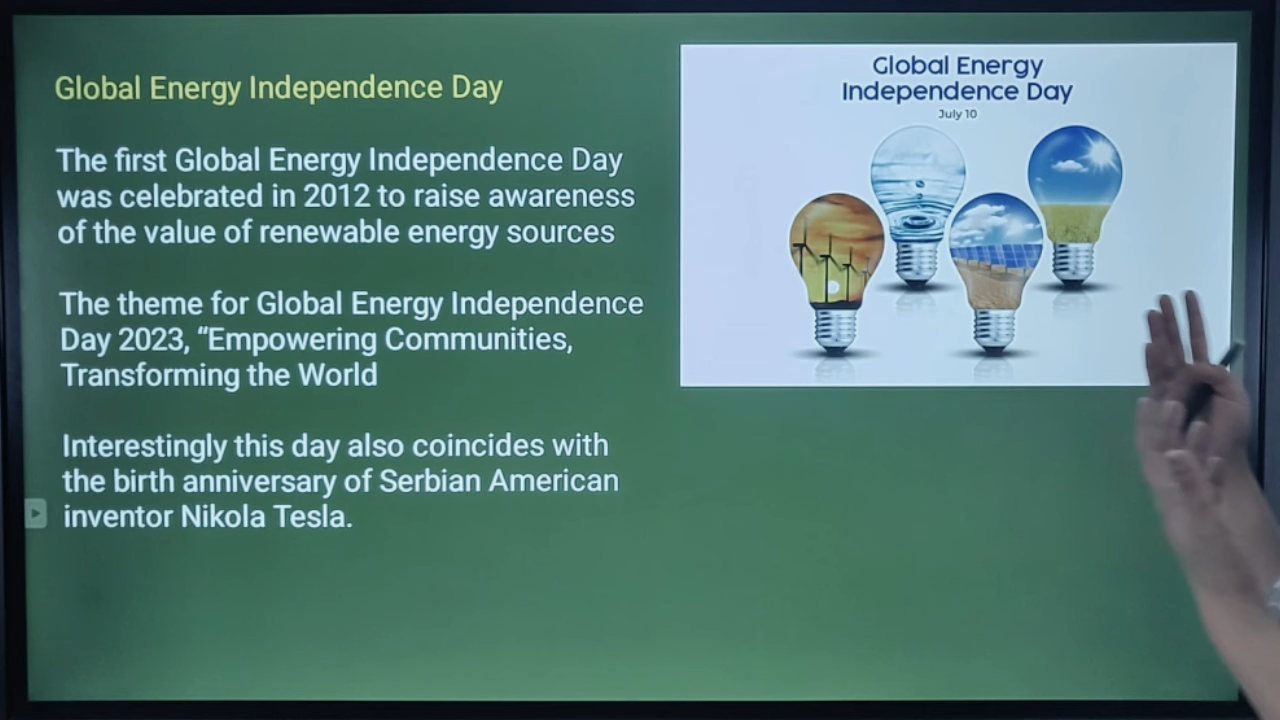 Global Energy Independence Day
The first Global Energy Independence Day
was celebrated in 2012 to raise awareness
of the value of renewable energy sources
The theme for Global Energy Independence
Day 2023, “Empowering Communities,
Transforming the World
Interestingly this day also coincides with
the birth anniversary of Serbian American
inventor Nikola Tesla.
Global Energy
Independence Day
July 10